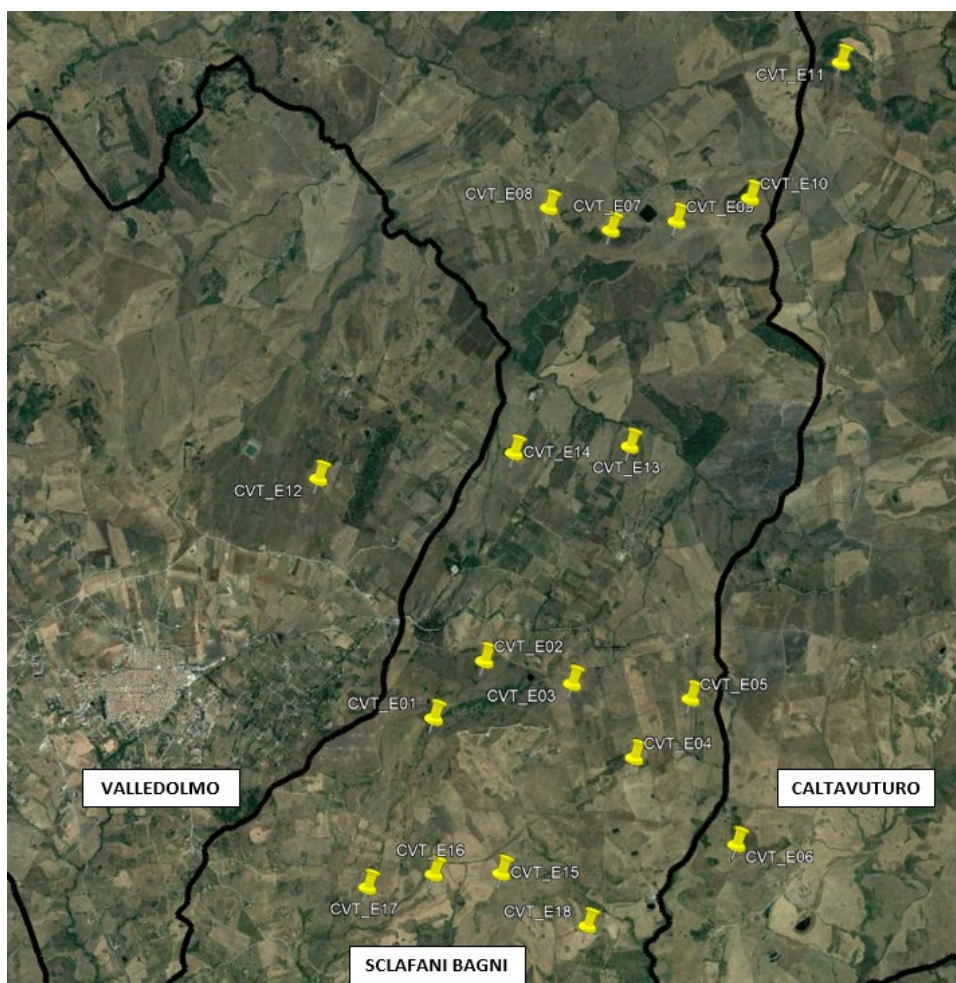 CVT_E11
CVT_E10
CVT_E08
CVT_E07
CVT_E09
CVT_E14
CVT_E13
CVT_E12
CVT_E02
CVT_E03
CVT_E05
CVT_E01
CVT_E04
VALLEDOLMO
CALTAVUTURO
CVT_E16
CVT_E06
CVT_E15
CVT_E17
CVT_E18
SCLAFANI BAGNI